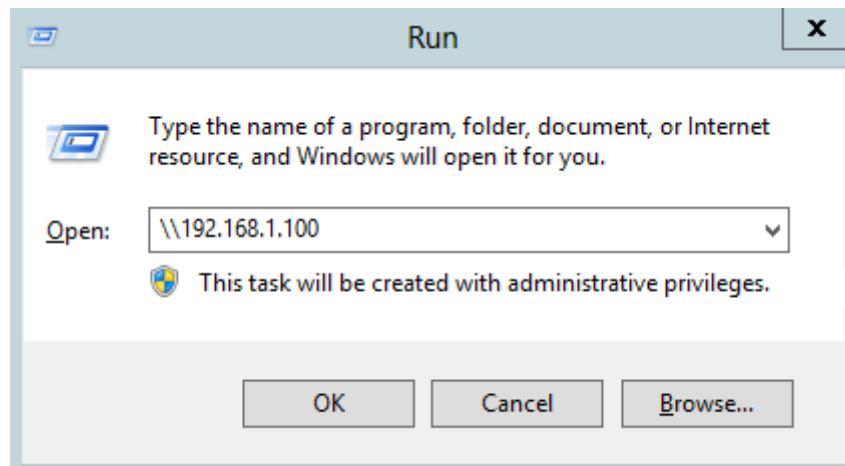 Run
x
Type the name of a program, folder, document, or Internet
resource, and Windows will open it for you.
Open: \\192.168.1.100
This task will be created with administrative privileges.
OK Cancel Browse...